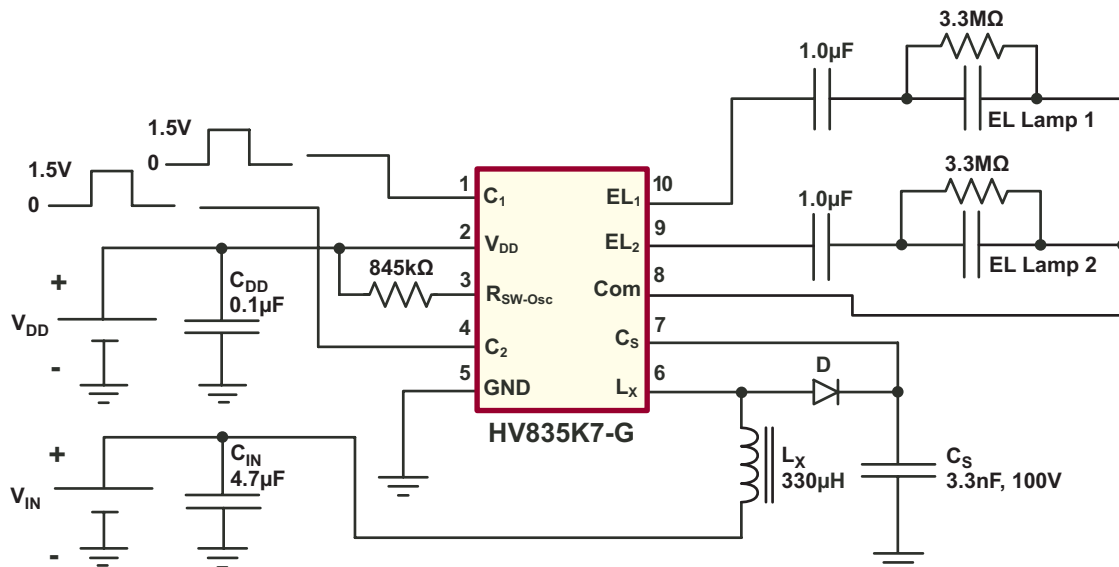 3.3MΩ
1.0µF
EL Lamp 1
1.5V
0
1.5V
0
3.3MΩ
1.0µF
EL Lamp 2
1 C1
2 VDD
3 RSW-Osc
4 C2
5 GND
EL1 10
EL2 9
Com 8
CS 7
LX 6
HV835K7-G
845kΩ
+
VDD
-
CDD
0.1µF
+
VIN
-
CIN
4.7µF
D
LX
330µH
CS
3.3nF, 100V